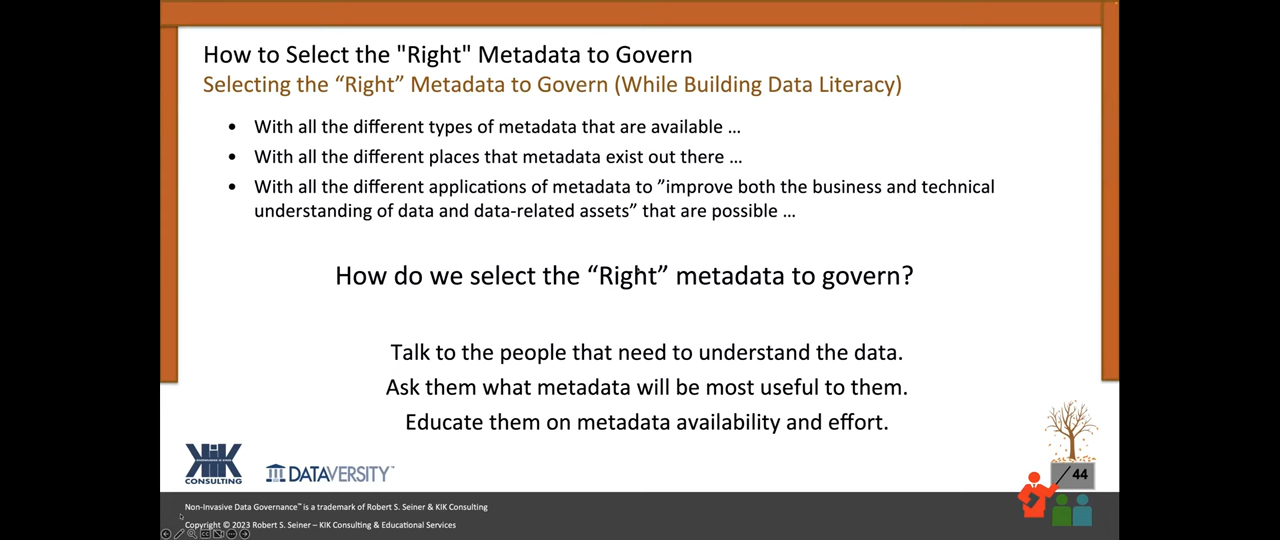 How to Select the "Right" Metadata to Govern
Selecting the “Right” Metadata to Govern (While Building Data Literacy)
• With all the different types of metadata that are available …
• With all the different places that metadata exist out there …
• With all the different applications of metadata to ”improve both the business and technical
understanding of data and data-related assets” that are possible …
How do we select the “Right” metadata to govern?
Talk to the people that need to understand the data.
Ask them what metadata will be most useful to them.
Educate them on metadata availability and effort.
KIK
CONSULTING
DATAVERSITY™
/ 44
Non-Invasive Data Governance™ is a trademark of Robert S. Seiner & KIK Consulting
Copyright © 2023 Robert S. Seiner – KIK Consulting & Educational Services